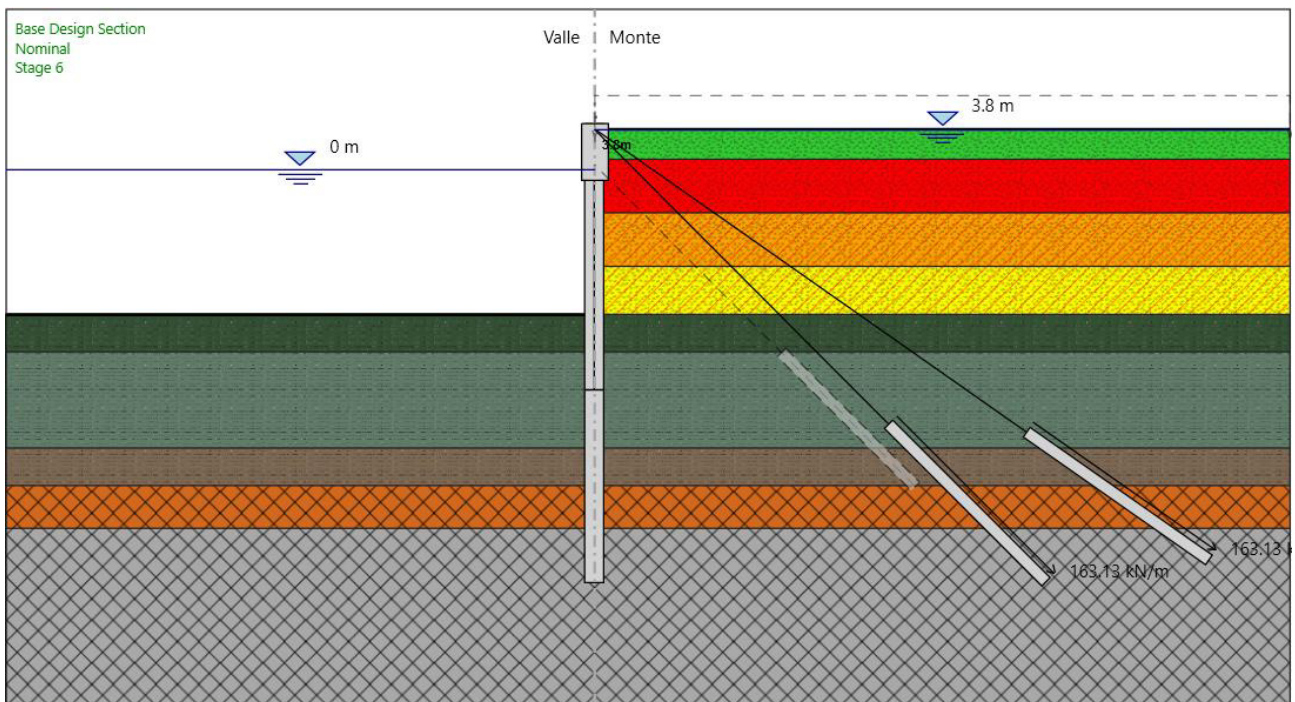 Base Design Section
Nominal
Stage 6
Valle
Monte
3.8 m
0 m
3.8m
163.13 kN/m
163.13